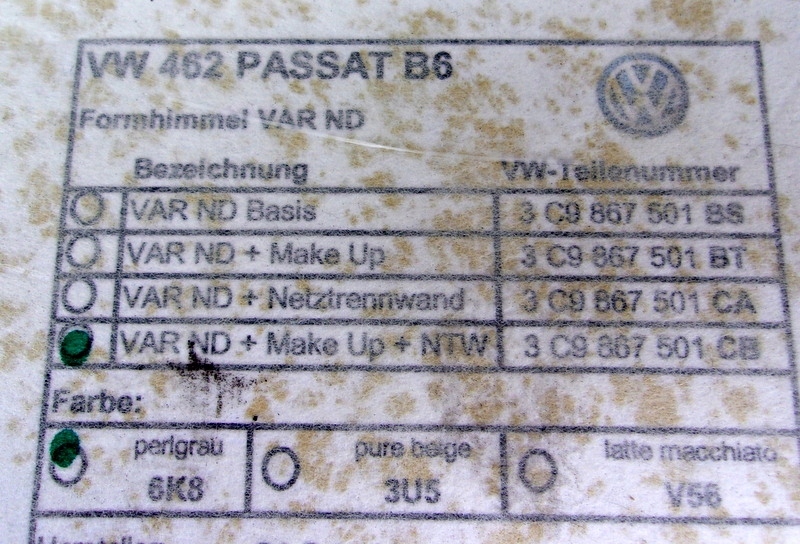 VW 462 PASSAT B6
Formhimmel VAR ND
Bezeichnung VW-Teilenummer
VAR ND Basis 3 C9 867 501 BS
VAR ND + Make Up 3 C9 867 501 BT
VAR ND + Netztrennwand 3 C9 867 501 CA
VAR ND + Make Up + NTW 3 C9 867 501 CB
Farbe:
perlgrau pure beige latte macchiato
6K8 3U5 V56